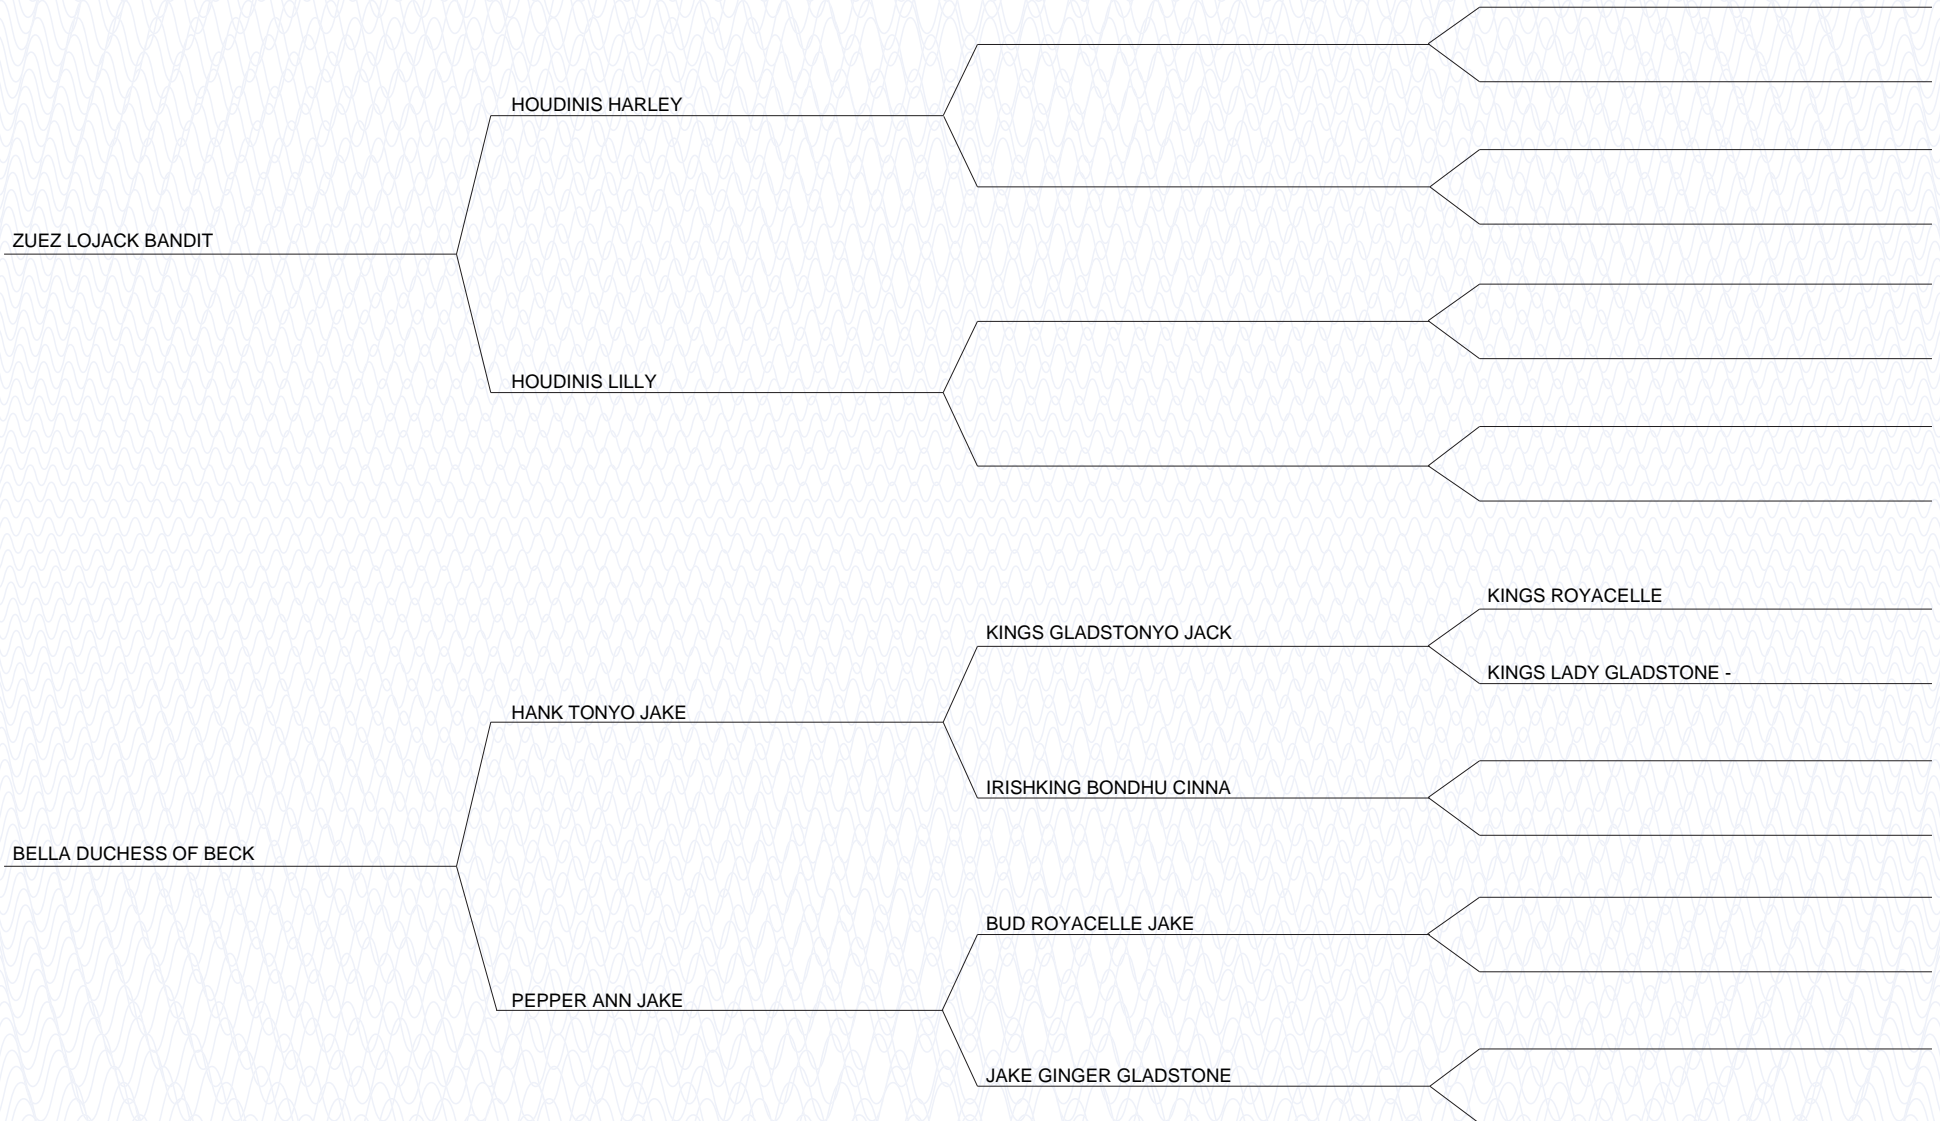 HOUDINIS HARLEY
ZUEZ LOJACK BANDIT
HOUDINIS LILLY
KINGS ROYACELLE
KINGS GLADSTONYO JACK
KINGS LADY GLADSTONE -
HANK TONYO JAKE
IRISHKING BONDHU CINNA
BELLA DUCHESS OF BECK
BUD ROYACELLE JAKE
PEPPER ANN JAKE
JAKE GINGER GLADSTONE